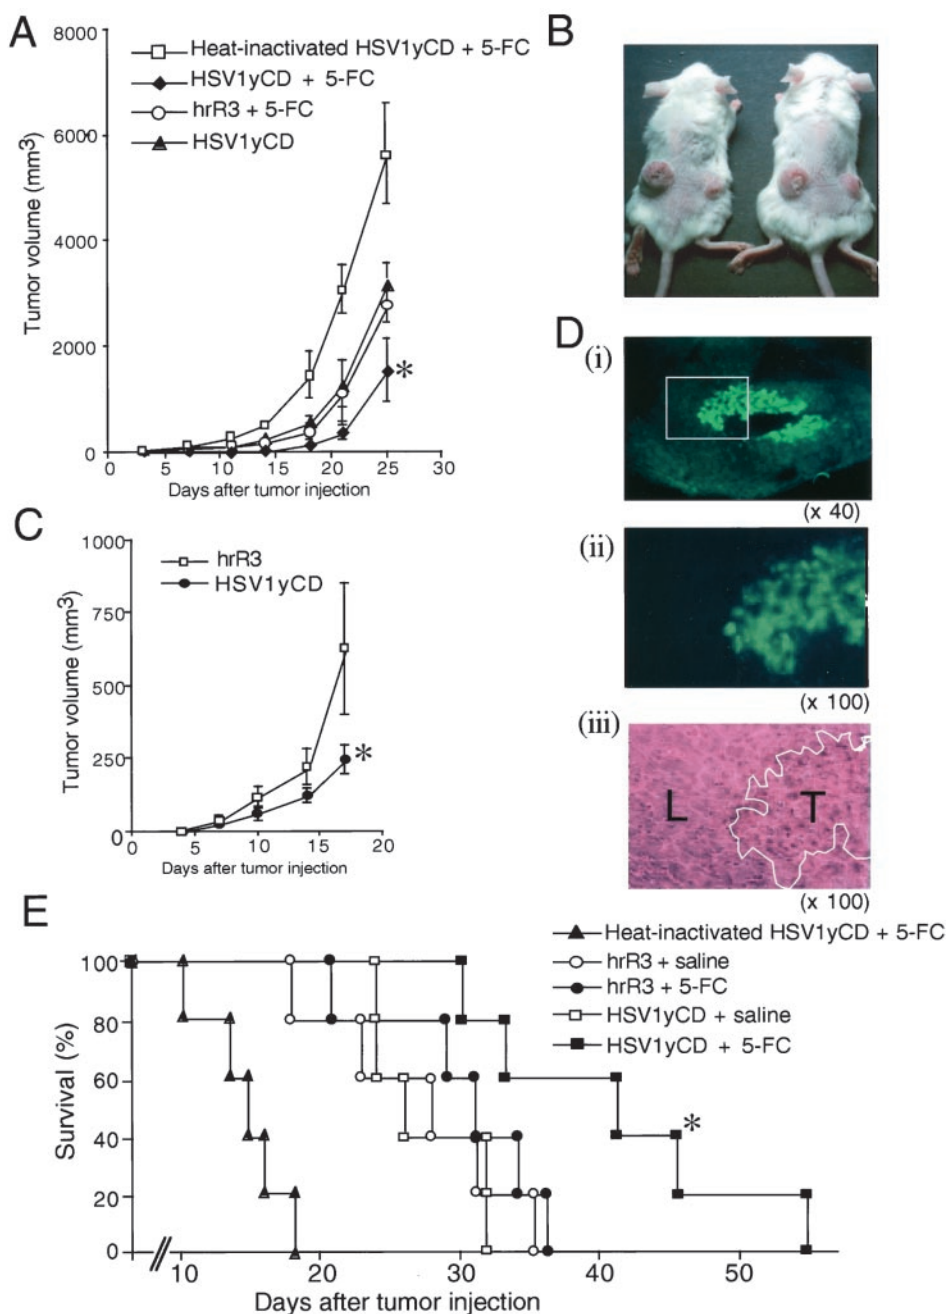 A
8000
6000
4000
2000
0
0 5 10 15 20 25 30
Tumor volume (mm3)
Days after tumor injection
Heat-inactivated HSV1yCD + 5-FC
HSV1yCD + 5-FC
hrR3 + 5-FC
HSV1yCD
*
B
C
1000
750
500
250
0
0 5 10 15 20
Tumor volume (mm3)
Days after tumor injection
hrR3
HSV1yCD
*
D
(i)
(x 40)
(ii)
(x 100)
(iii)
L T
(x 100)
E
Heat-inactivated HSV1yCD + 5-FC
hrR3 + saline
hrR3 + 5-FC
HSV1yCD + saline
HSV1yCD + 5-FC
100
80
60
40
20
0
Survival (%)
*
10 20 30 40 50
Days after tumor injection